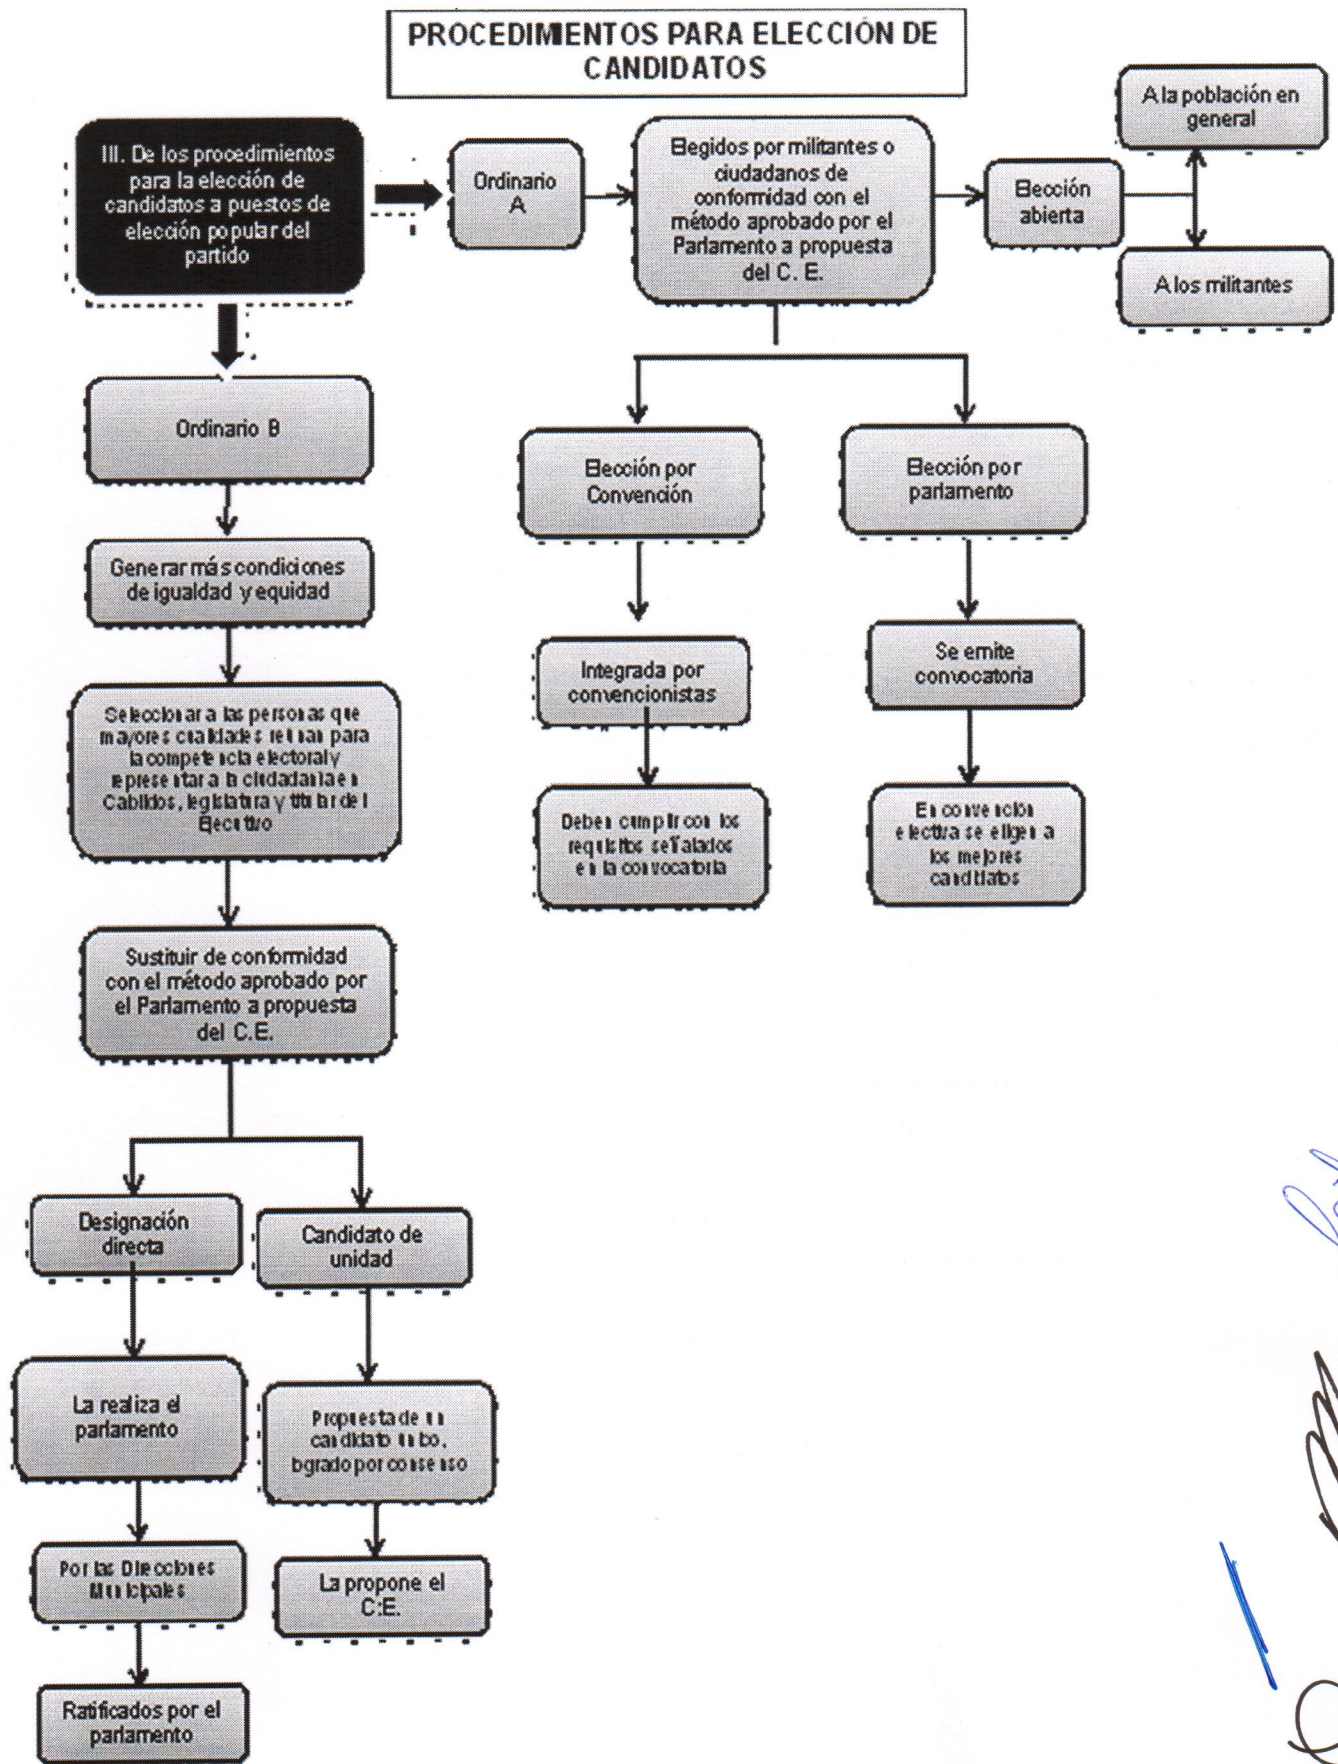 PROCEDIMIENTOS PARA ELECCIÓN DE
CANDIDATOS
III. De los procedimientos
para la elección de
candidatos a puestos de
elección popular del
partido
Ordinario
A
Elegidos por militantes o
ciudadanos de
conformidad con el
método aprobado por el
Parlamento a propuesta
del C. E.
Elección
abierta
A la población en
general
A los militantes
Elección por
Convención
Integrada por
convencionistas
Deben cumplir con los
requisitos señalados
en la convocatoria
Elección por
parlamento
Se emite
convocatoria
En convención
electiva se eligen a
los mejores
candidatos
Ordinario B
Generar más condiciones
de igualdad y equidad
Seleccionar a las personas que
mayores cualidades reúnan para
la competencia electoral y
representar a la ciudadanía en
Cabildos, legislatura y titular del
Ejecutivo
Sustituir de conformidad
con el método aprobado por
el Parlamento a propuesta
del C.E.
Designación
directa
La realiza el
parlamento
Por las Direcciones
Municipales
Ratificados por el
parlamento
Candidato de
unidad
Propuesta de un
candidato único,
logrado por consenso
La propone el
C:E.